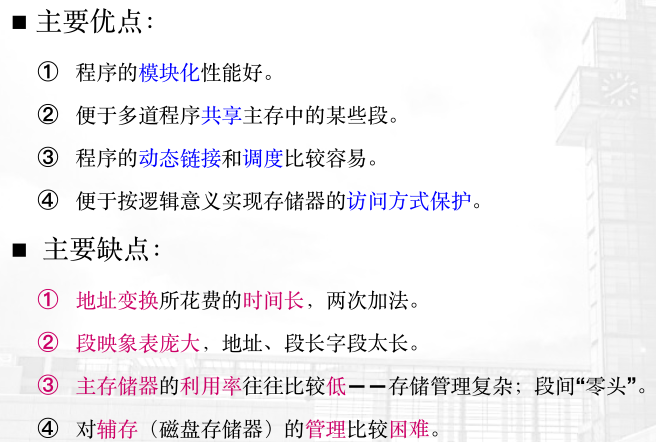 ■ 主要优点：
① 程序的模块化性能好。
② 便于多道程序共享主存中的某些段。
③ 程序的动态链接和调度比较容易。
④ 便于按逻辑意义实现存储器的访问方式保护。
■ 主要缺点：
① 地址变换所花费的时间长，两次加法。
② 段映象表庞大，地址、段长字段太长。
③ 主存储器的利用率往往比较低——存储管理复杂；段间“零头”。
④ 对辅存（磁盘存储器）的管理比较困难。